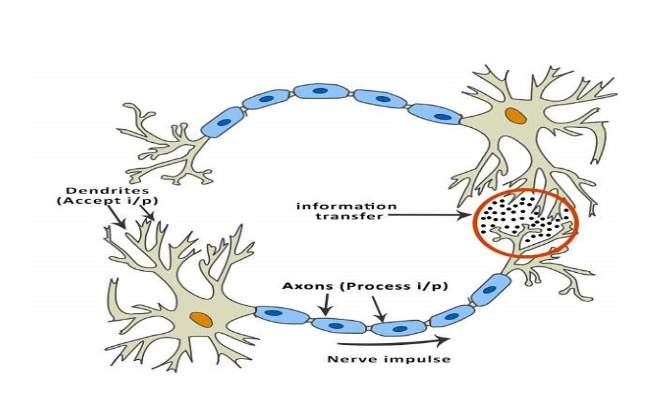 Dendrites
(Accept i/p)
information
transfer
Axons (Process i/p)
Nerve impulse